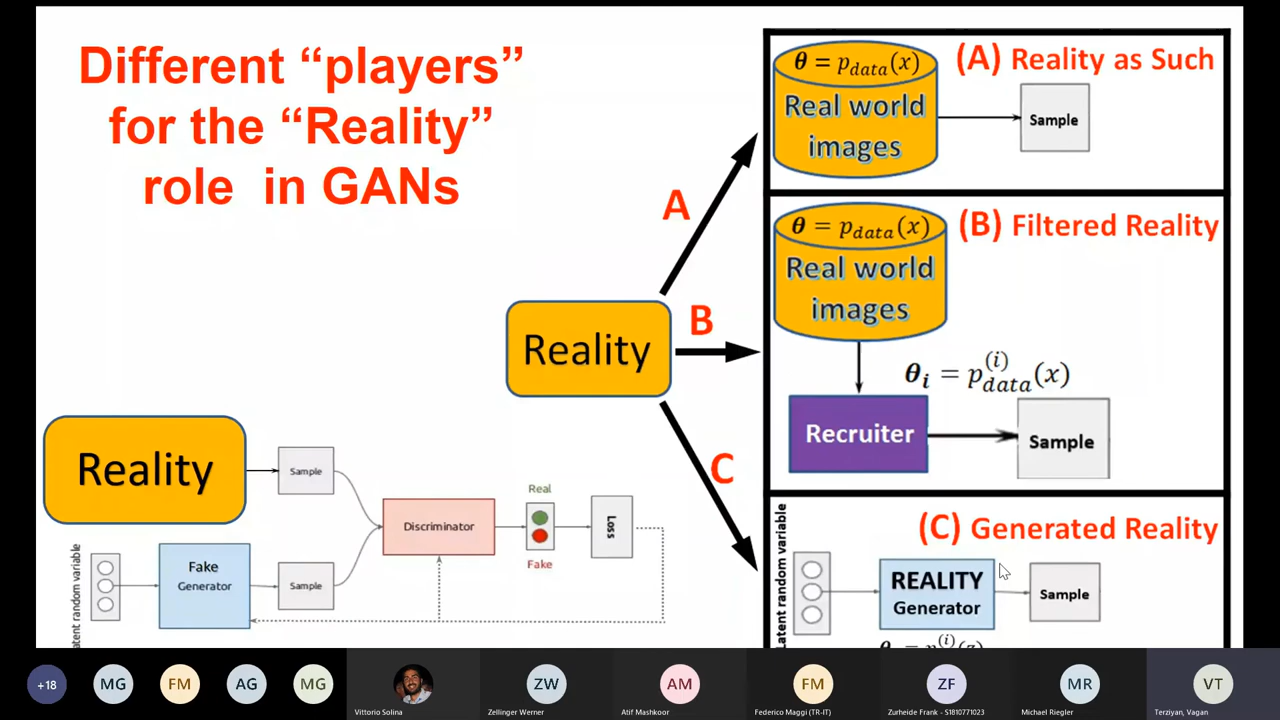 Different “players”
for the “Reality”
role in GANs
A
B
C
Reality
(A) Reality as Such
θ = p_data(x)
Real world
images
Sample
(B) Filtered Reality
θ = p_data(x)
Real world
images
θ_i = p_data^(i)(x)
Recruiter
Sample
(C) Generated Reality
Latent random variable
REALITY
Generator
Sample
Reality
Sample
Discriminator
Real
Fake
Loss
Latent random variable
Fake
Generator
Sample
+18
MG
FM
AG
MG
Vittorio Solina
ZW
Zellinger Werner
AM
Atif Mashkoor
FM
Federico Maggi (TR-IT)
ZF
Zurheide Frank - S1810771023
MR
Michael Riegler
VT
Terziyan, Vagan